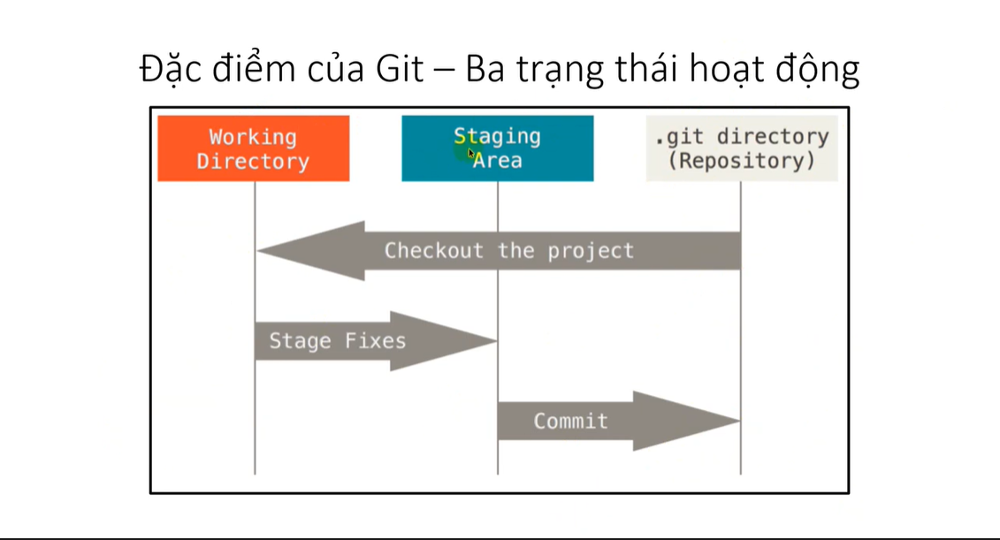 Đặc điểm của Git – Ba trạng thái hoạt động
Working
Directory
Staging
Area
.git directory
(Repository)
Checkout the project
Stage Fixes
Commit